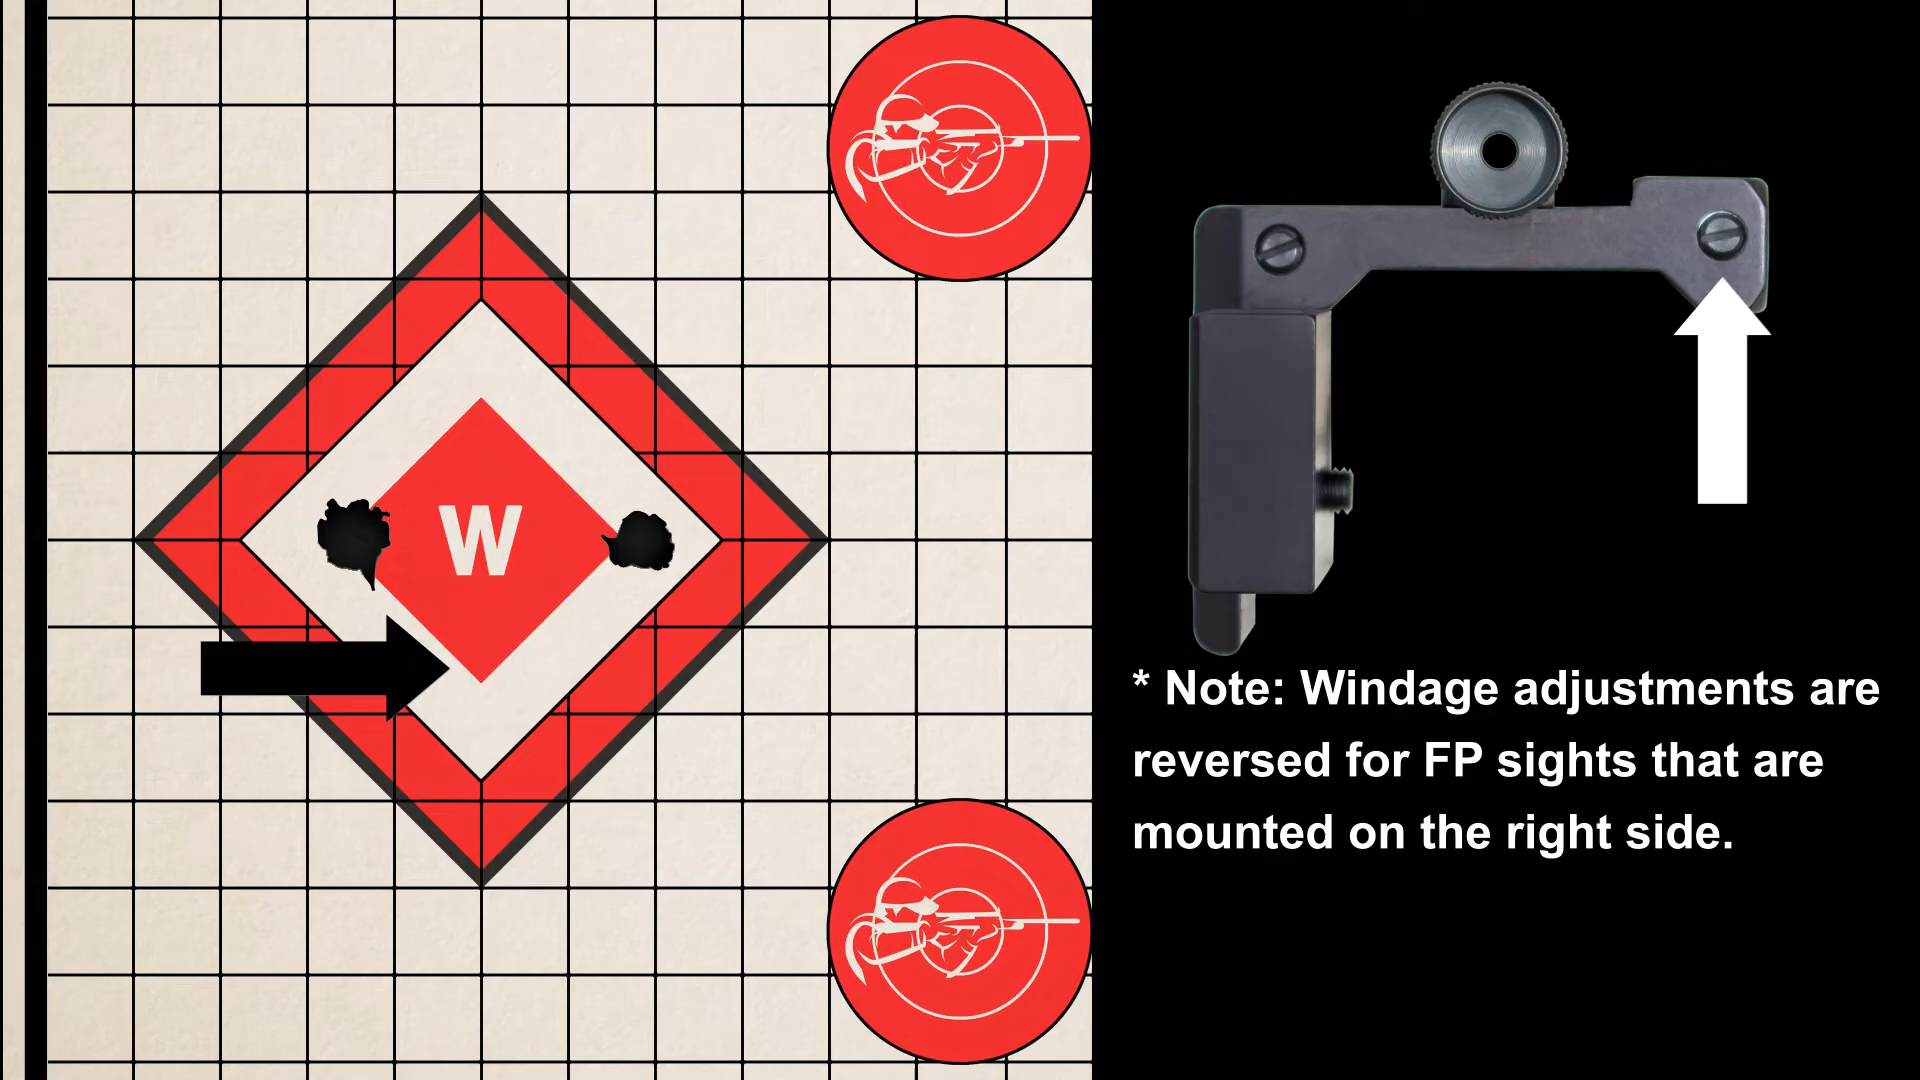 W
* Note: Windage adjustments are
reversed for FP sights that are
mounted on the right side.